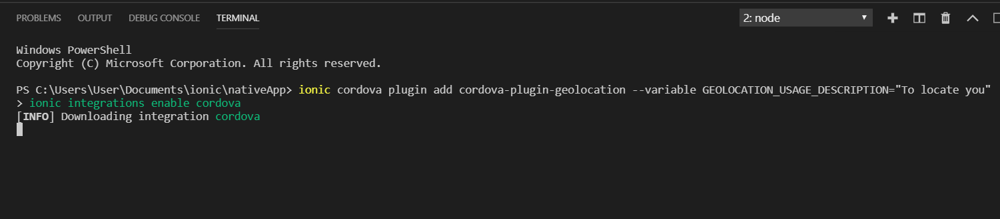 PROBLEMS OUTPUT DEBUG CONSOLE TERMINAL 2: node
Windows PowerShell
Copyright (C) Microsoft Corporation. All rights reserved.
PS C:\Users\User\Documents\ionic\nativeApp> ionic cordova plugin add cordova-plugin-geolocation --variable GEOLOCATION_USAGE_DESCRIPTION="To locate you"
> ionic integrations enable cordova
[INFO] Downloading integration cordova